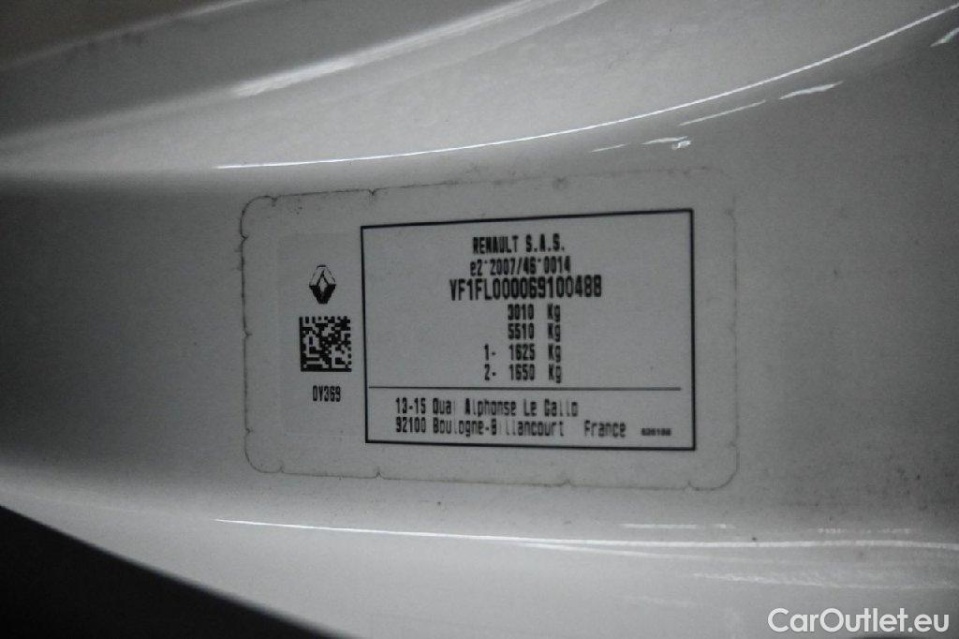 RENAULT S.A.S.
e2*2007/46*0014
VF1FL000069100488
3010 Kg
5510 Kg
1- 1625 Kg
2- 1650 Kg
0V369
13-15 Quai Alphonse Le Gallo
92100 Boulogne-Billancourt France
CarOutlet.eu